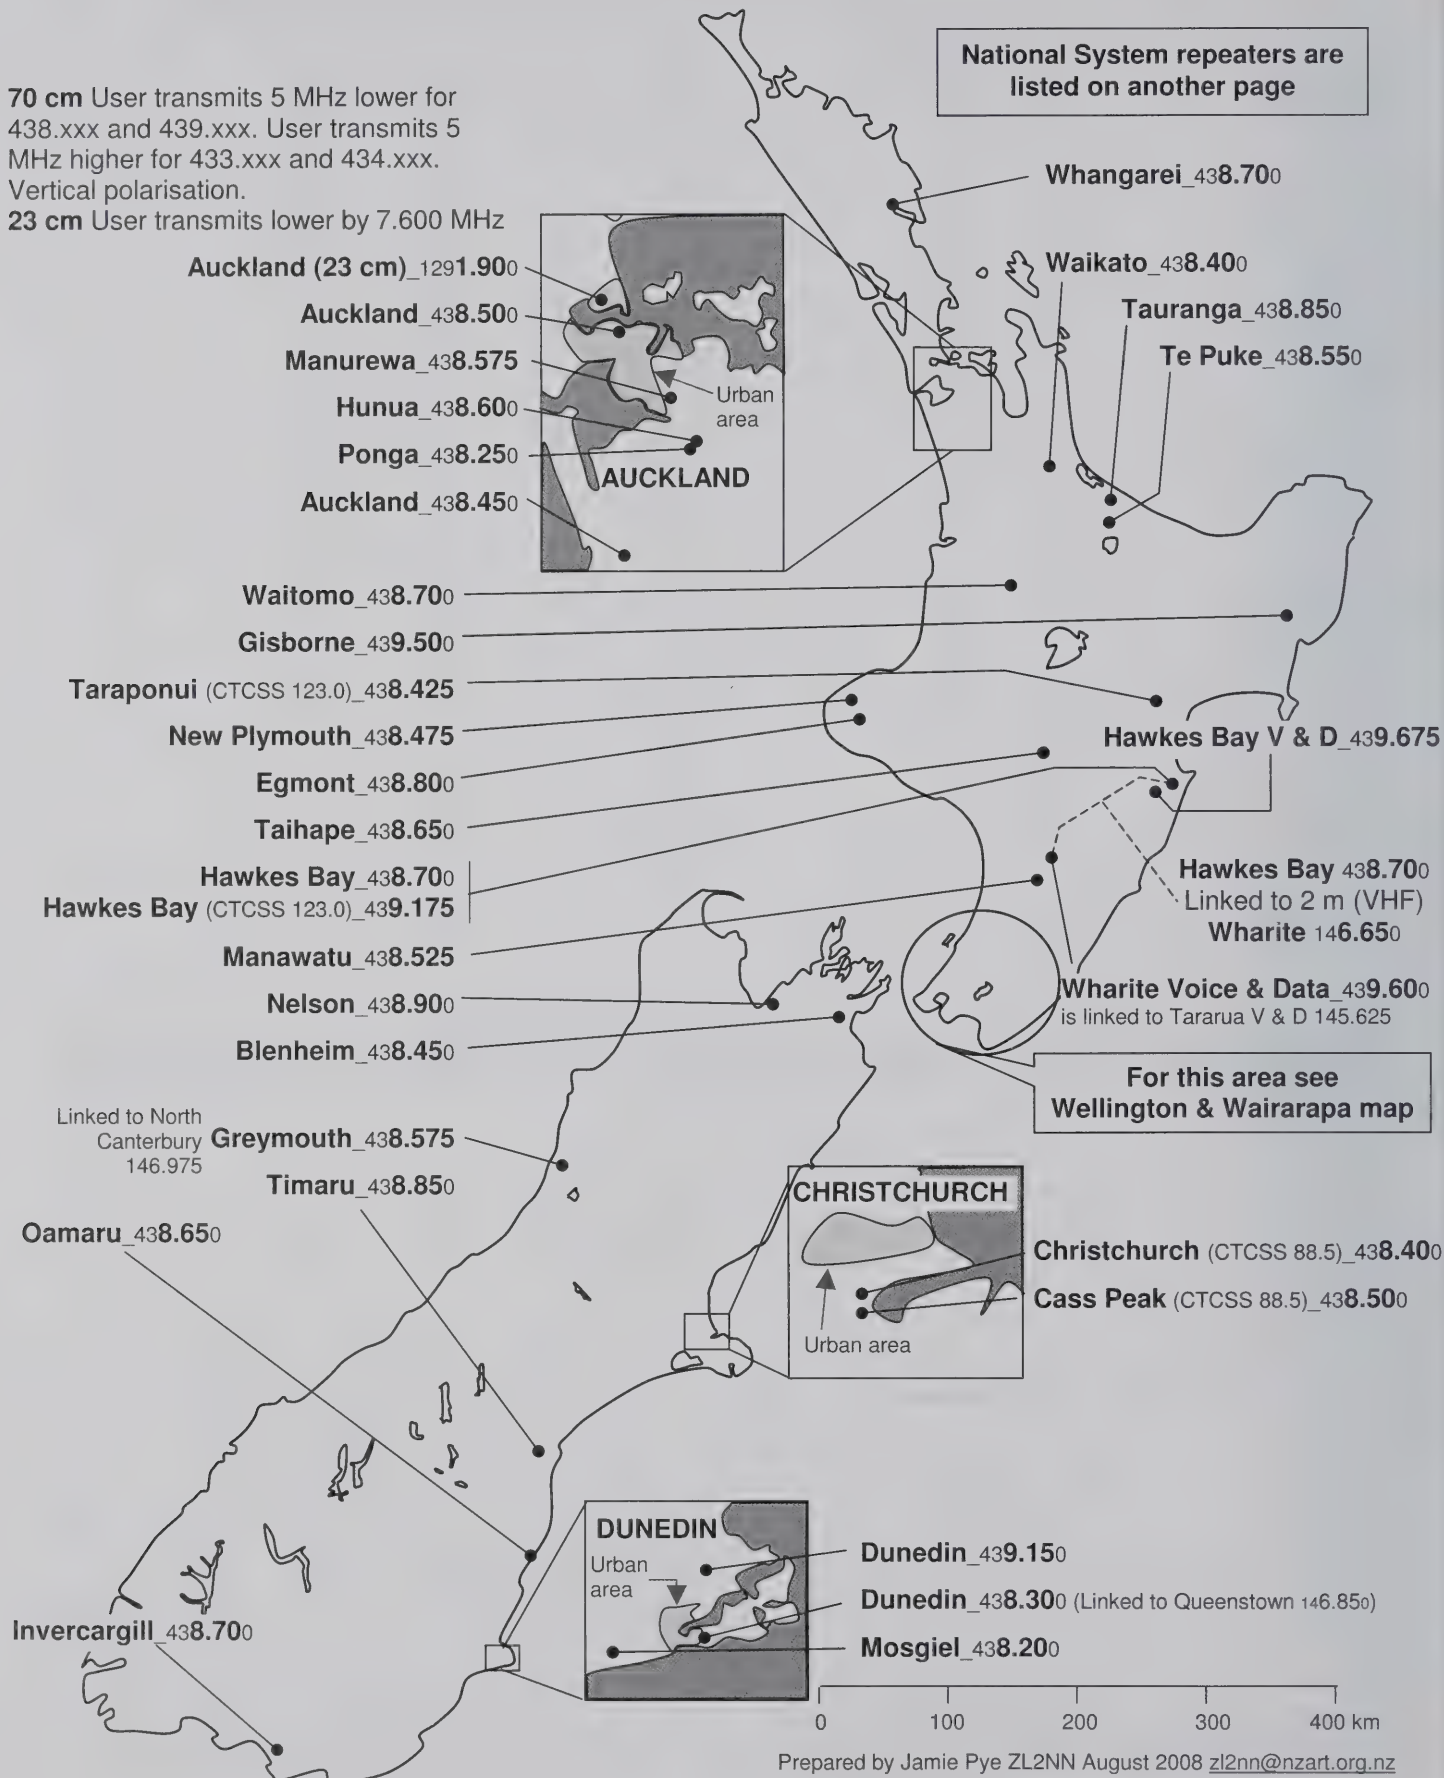 National System repeaters are
listed on another page
70 cm User transmits 5 MHz lower for
438.xxx and 439.xxx. User transmits 5
MHz higher for 433.xxx and 434.xxx.
Vertical polarisation.
23 cm User transmits lower by 7.600 MHz
Whangarei_438.700
Waikato_438.400
Tauranga_438.850
Te Puke_438.550
Auckland (23 cm)_1291.900
Auckland_438.500
Manurewa_438.575
Hunua_438.600
Ponga_438.250
Auckland_438.450
Urban
area
AUCKLAND
Waitomo_438.700
Gisborne_439.500
Taraponui (CTCSS 123.0)_438.425
New Plymouth_438.475
Hawkes Bay V & D_439.675
Egmont_438.800
Taihape_438.650
Hawkes Bay_438.700
Hawkes Bay (CTCSS 123.0)_439.175
Hawkes Bay 438.700
Linked to 2 m (VHF)
Wharite 146.650
Manawatu_438.525
Nelson_438.900
Wharite Voice & Data_439.600
is linked to Tararua V & D 145.625
Blenheim_438.450
For this area see
Wellington & Wairarapa map
Linked to North
Canterbury
146.975
Greymouth_438.575
Timaru_438.850
Oamaru_438.650
CHRISTCHURCH
Urban area
Christchurch (CTCSS 88.5)_438.400
Cass Peak (CTCSS 88.5)_438.500
DUNEDIN
Urban
area
Dunedin_439.150
Dunedin_438.300 (Linked to Queenstown 146.850)
Mosgiel_438.200
Invercargill_438.700
0 100 200 300 400 km
Prepared by Jamie Pye ZL2NN August 2008 zl2nn@nzart.org.nz